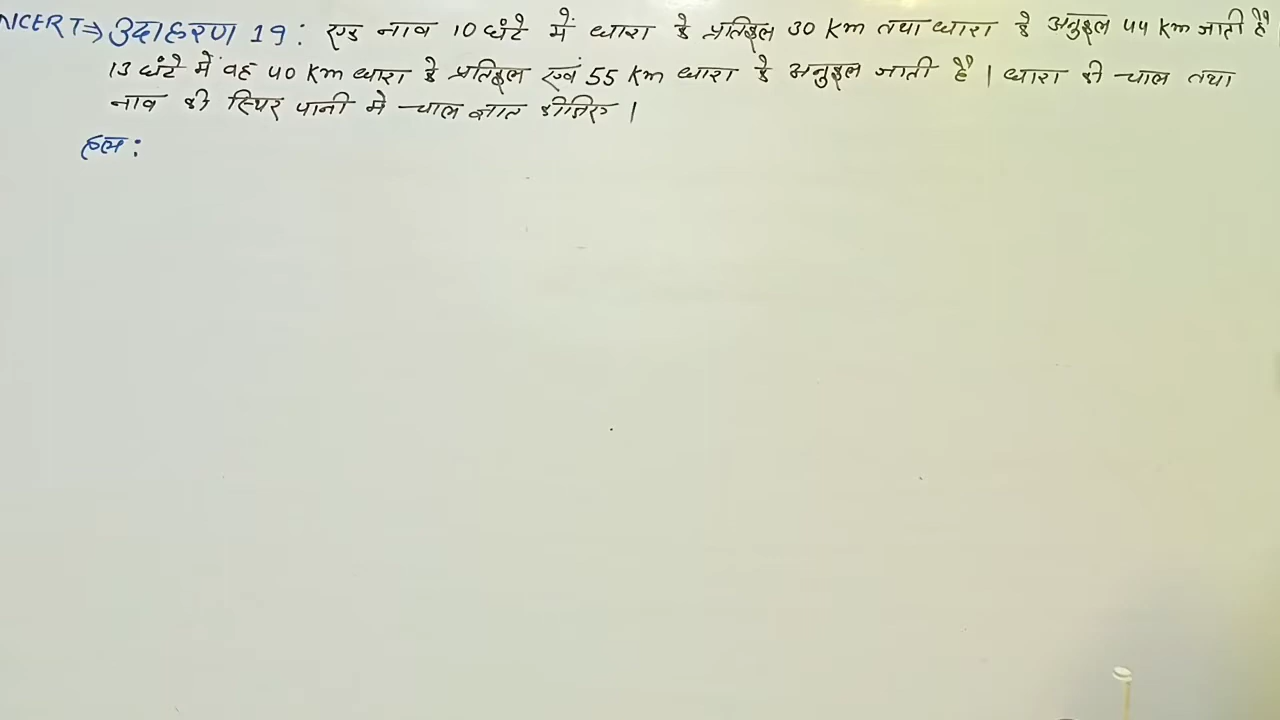 NCERT⇒ उदाहरण 19 : एक नाव 10 घंटे में धारा के प्रतिकूल 30 Km तथा धारा के अनुकूल 44 Km जाती है।
13 घंटे में वह 40 Km धारा के प्रतिकूल एवं 55 Km धारा के अनुकूल जाती है। धारा की चाल तथा
नाव की स्थिर पानी मे चाल ज्ञात कीजिए।
हल :